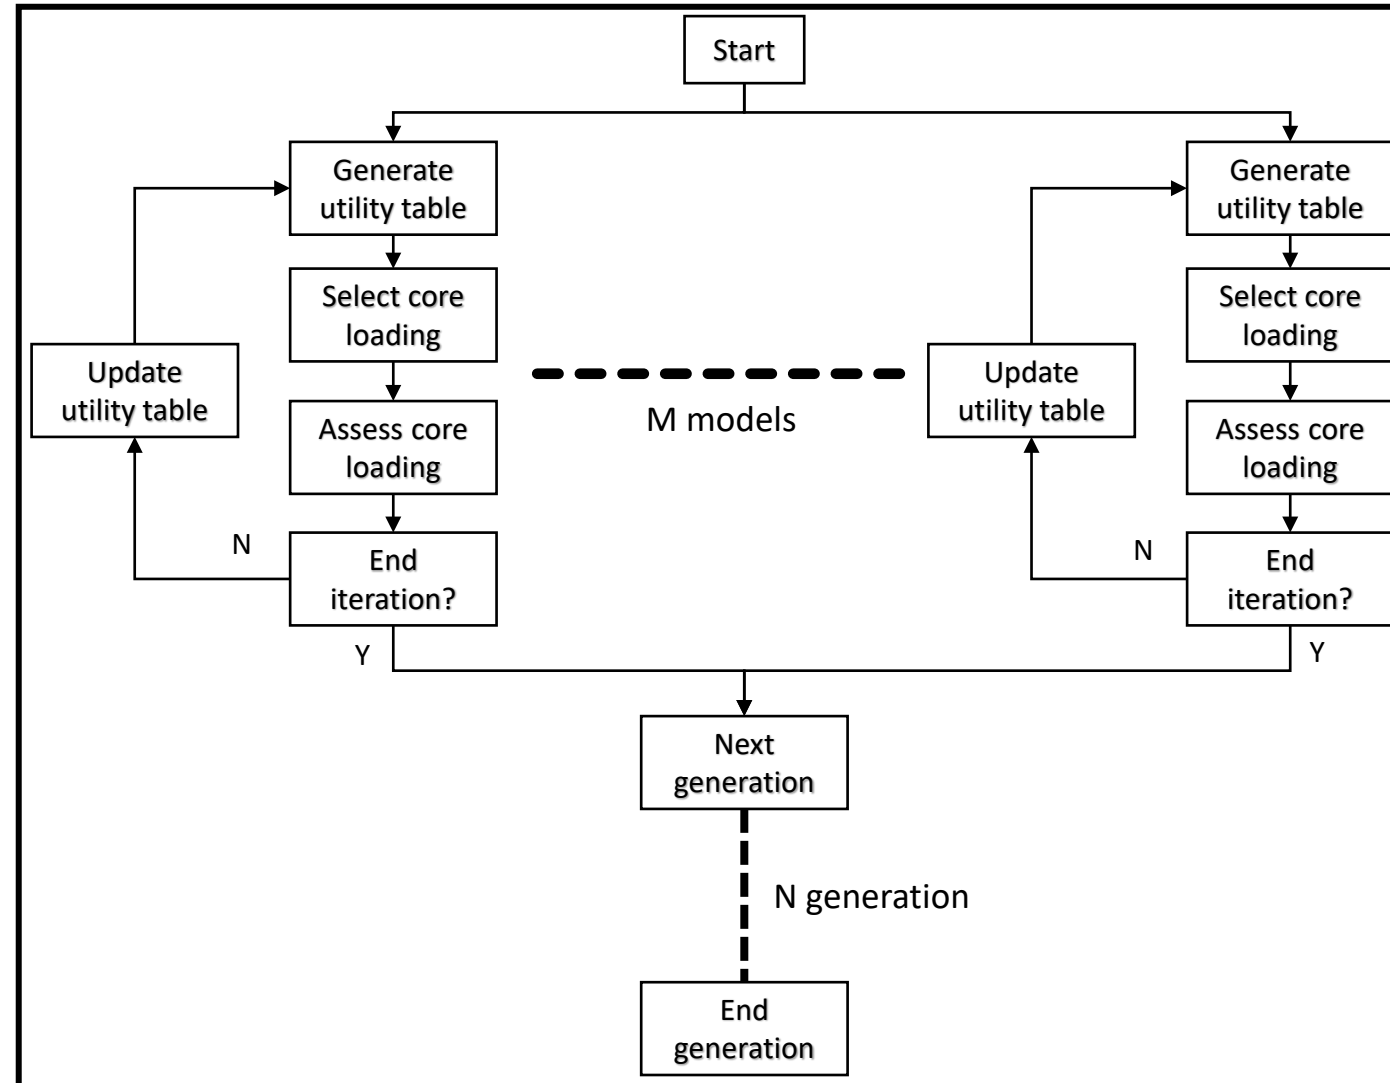 Start
Generate
utility table
Select core
loading
Update
utility table
Assess core
loading
N
End
iteration?
Y
M models
Generate
utility table
Select core
loading
Update
utility table
Assess core
loading
N
End
iteration?
Y
Next
generation
N generation
End
generation